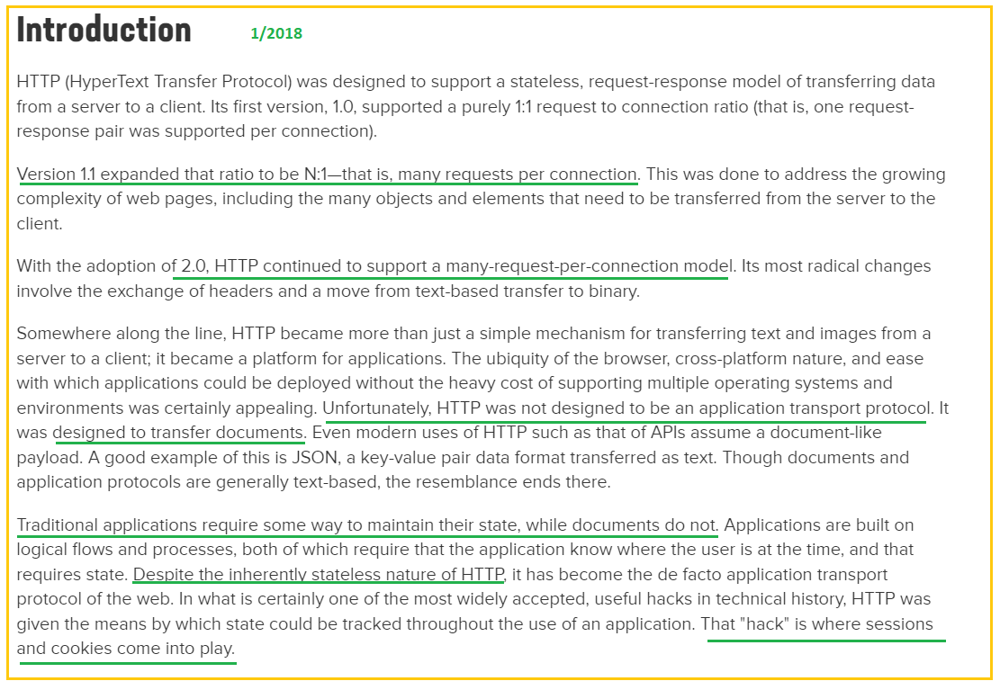 Introduction
1/2018
HTTP (HyperText Transfer Protocol) was designed to support a stateless, request-response model of transferring data
from a server to a client. Its first version, 1.0, supported a purely 1:1 request to connection ratio (that is, one request-
response pair was supported per connection).
Version 1.1 expanded that ratio to be N:1—that is, many requests per connection. This was done to address the growing
complexity of web pages, including the many objects and elements that need to be transferred from the server to the
client.
With the adoption of 2.0, HTTP continued to support a many-request-per-connection model. Its most radical changes
involve the exchange of headers and a move from text-based transfer to binary.
Somewhere along the line, HTTP became more than just a simple mechanism for transferring text and images from a
server to a client; it became a platform for applications. The ubiquity of the browser, cross-platform nature, and ease
with which applications could be deployed without the heavy cost of supporting multiple operating systems and
environments was certainly appealing. Unfortunately, HTTP was not designed to be an application transport protocol. It
was designed to transfer documents. Even modern uses of HTTP such as that of APIs assume a document-like
payload. A good example of this is JSON, a key-value pair data format transferred as text. Though documents and
application protocols are generally text-based, the resemblance ends there.
Traditional applications require some way to maintain their state, while documents do not. Applications are built on
logical flows and processes, both of which require that the application know where the user is at the time, and that
requires state. Despite the inherently stateless nature of HTTP, it has become the de facto application transport
protocol of the web. In what is certainly one of the most widely accepted, useful hacks in technical history, HTTP was
given the means by which state could be tracked throughout the use of an application. That "hack" is where sessions
and cookies come into play.